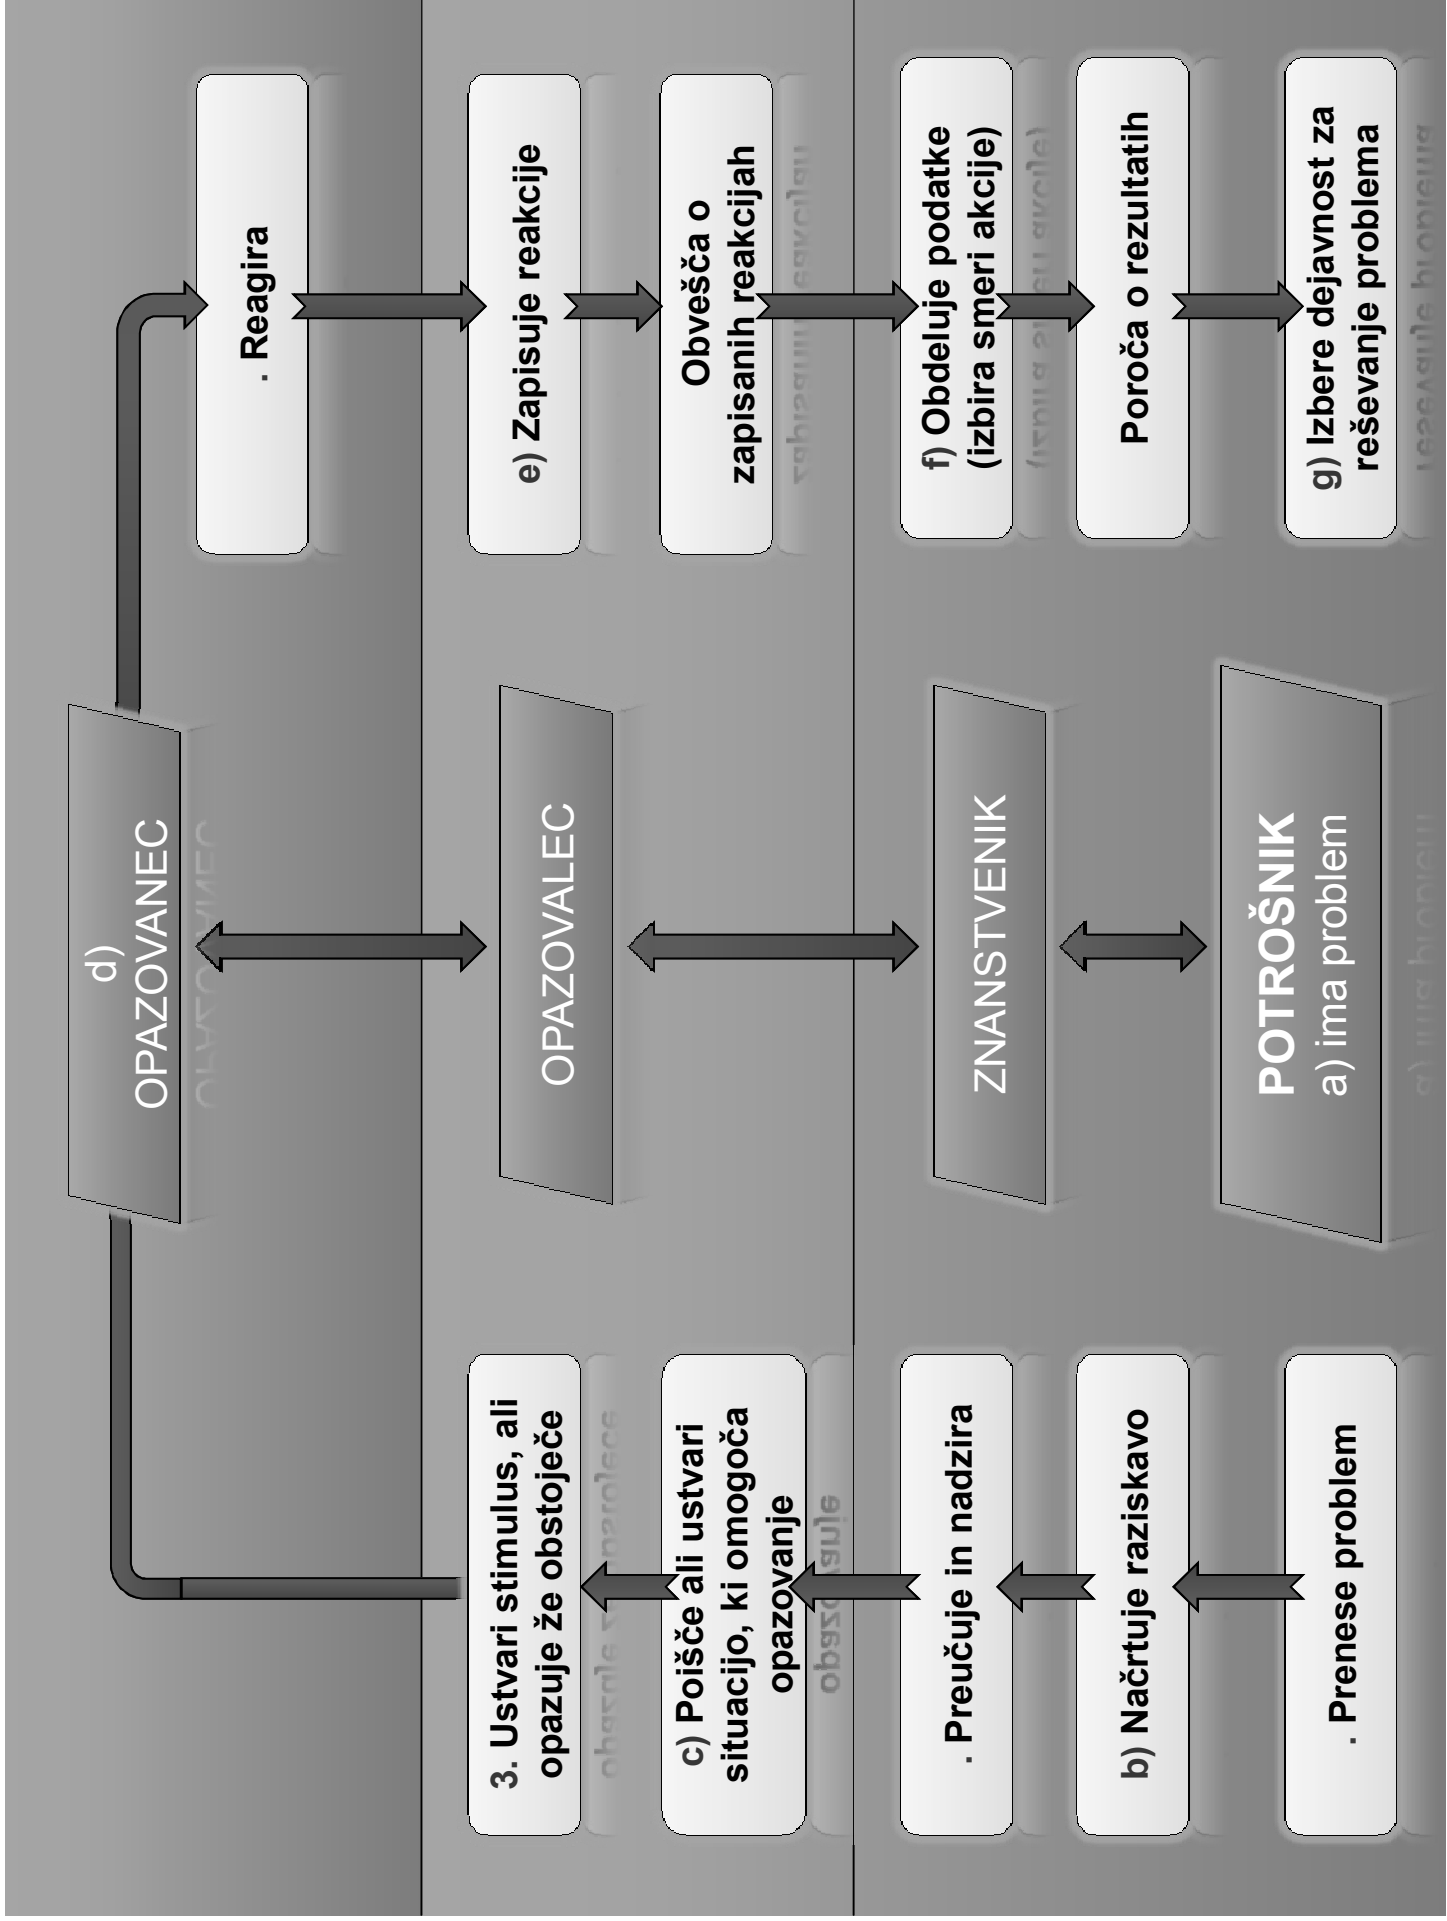 d)
OPAZOVANEC
. Reagira
3. Ustvari stimulus, ali
opazuje že obstoječe
OPAZOVALEC
e) Zapisuje reakcije
c) Poišče ali ustvari
situacijo, ki omogoča
opazovanje
Obvešča o
zapisanih reakcijah
. Preučuje in nadzira
ZNANSTVENIK
f) Obdeluje podatke
(izbira smeri akcije)
b) Načrtuje raziskavo
Poroča o rezultatih
. Prenese problem
POTROŠNIK
a) ima problem
g) Izbere dejavnost za
reševanje problema